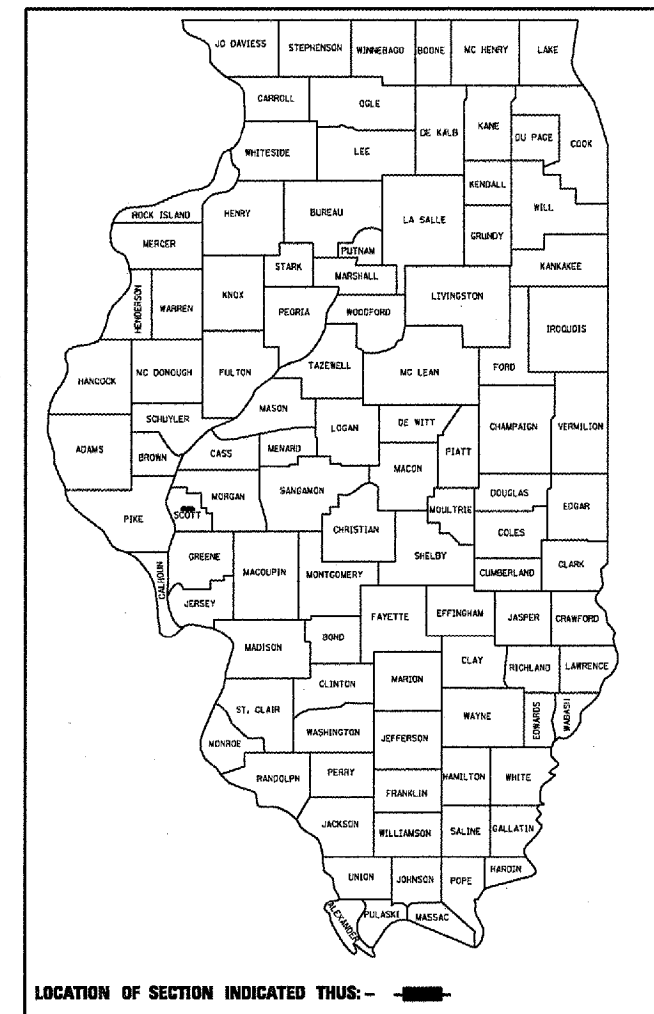 JO DAVIESS STEPHENSON WINNEBAGO BOONE MC HENRY LAKE
CARROLL OGLE DE KALB KANE DU PAGE COOK
WHITESIDE LEE KENDALL WILL
ROCK ISLAND HENRY BUREAU LA SALLE GRUNDY
MERCER PUTNAM KANKAKEE
STARK MARSHALL
HENDERSON WARREN KNOX PEORIA WOODFORD LIVINGSTON IROQUOIS
HANCOCK MC DONOUGH FULTON TAZEWELL MC LEAN FORD
MASON
SCHUYLER LOGAN DE WITT CHAMPAIGN VERMILION
ADAMS BROWN CASS MENARD MACON PIATT
PIKE SCOTT MORGAN SANGAMON MOULTRIE DOUGLAS EDGAR
CHRISTIAN COLES
CALHOUN GREENE MACOUPIN MONTGOMERY SHELBY CUMBERLAND CLARK
JERSEY FAYETTE EFFINGHAM JASPER CRAWFORD
MADISON BOND
CLINTON MARION CLAY RICHLAND LAWRENCE
ST. CLAIR WAYNE EDWARDS WABASH
MONROE WASHINGTON JEFFERSON
RANDOLPH PERRY HAMILTON WHITE
FRANKLIN
JACKSON WILLIAMSON SALINE GALLATIN
UNION JOHNSON POPE HARDIN
ALEXANDER PULASKI MASSAC
LOCATION OF SECTION INDICATED THUS: -